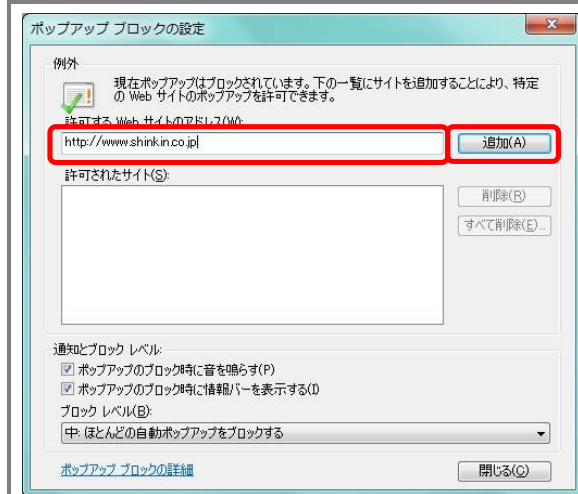 ポップアップ ブロックの設定
例外
現在ポップアップはブロックされています。下の一覧にサイトを追加することにより、特定
の Web サイトのポップアップを許可できます。
許可する Web サイトのアドレス(W):
http://www.shinkin.co.jp
追加(A)
許可されたサイト(S):
削除(R)
すべて削除(E)...
通知とブロック レベル:
ポップアップのブロック時に音を鳴らす(P)
ポップアップのブロック時に情報バーを表示する(I)
ブロック レベル(B):
中: ほとんどの自動ポップアップをブロックする
ポップアップ ブロックの詳細
閉じる(C)